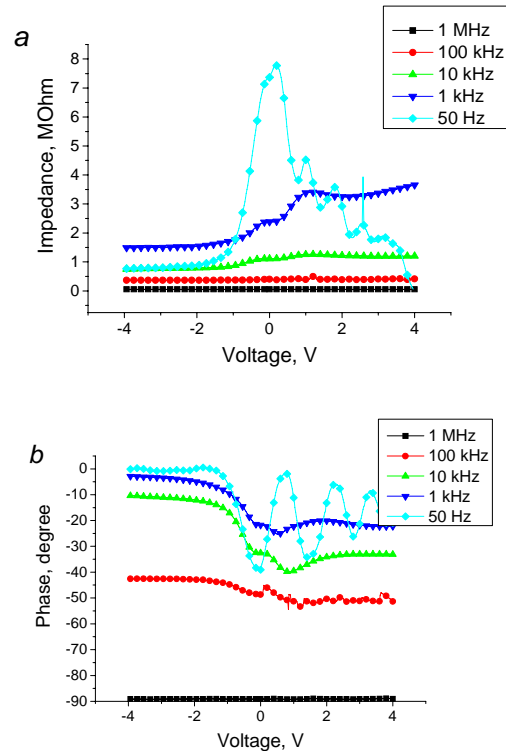 a
1 MHz
100 kHz
10 kHz
1 kHz
50 Hz
Impedance, MOhm
8
7
6
5
4
3
2
1
0
-4 -2 0 2 4
Voltage, V
b
1 MHz
100 kHz
10 kHz
1 kHz
50 Hz
Phase, degree
0
-10
-20
-30
-40
-50
-60
-70
-80
-90
-4 -2 0 2 4
Voltage, V